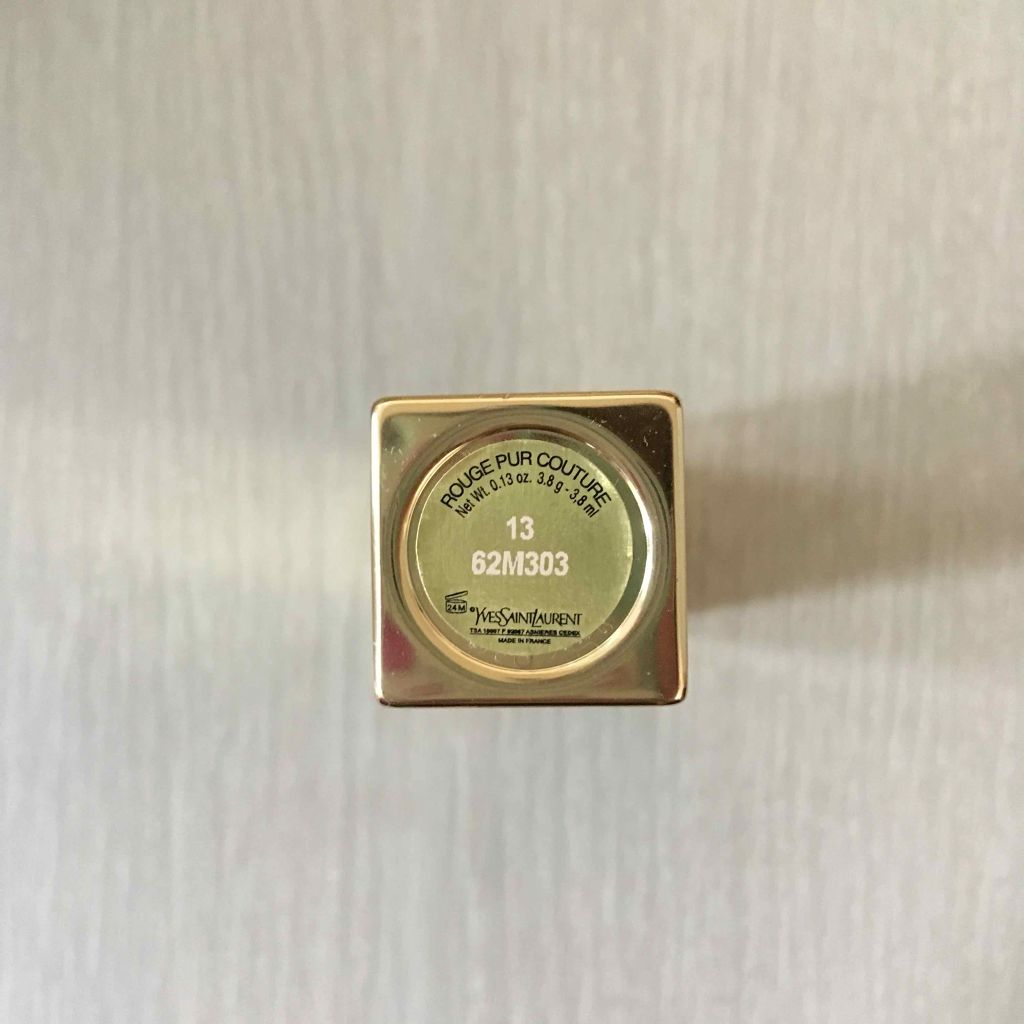 ROUGE PUR COUTURE
Net Wt. 0.13 oz. 3.8 g - 3,8 ml
13
62M303
24 M
YVESSAINTLAURENT
MADE IN FRANCE